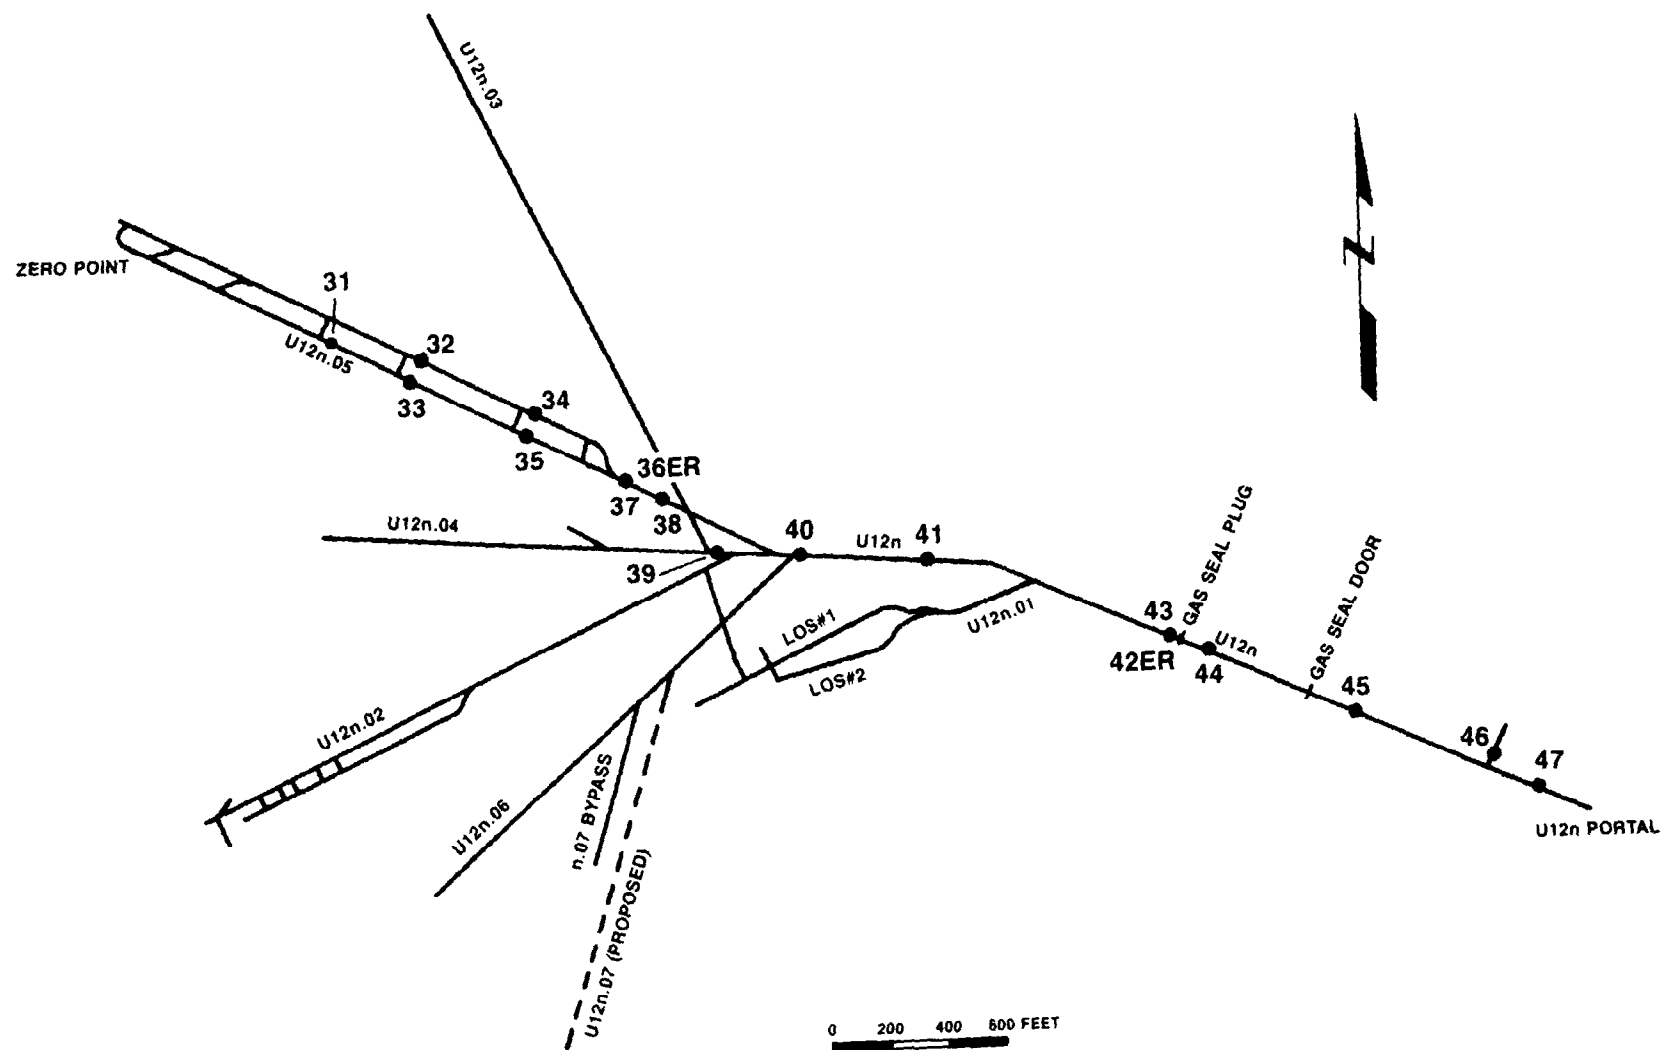 U12n.03
ZERO POINT
31
U12n.05
32
33
34
35
36ER
37
38
U12n.04
39
40
U12n
41
GAS SEAL PLUG
GAS SEAL DOOR
43
42ER
U12n
44
45
46
47
U12n PORTAL
LOS#1
LOS#2
U12n.01
U12n.02
U12n.06
n.07 BYPASS
U12n.07 (PROPOSED)
N
0 200 400 600 FEET